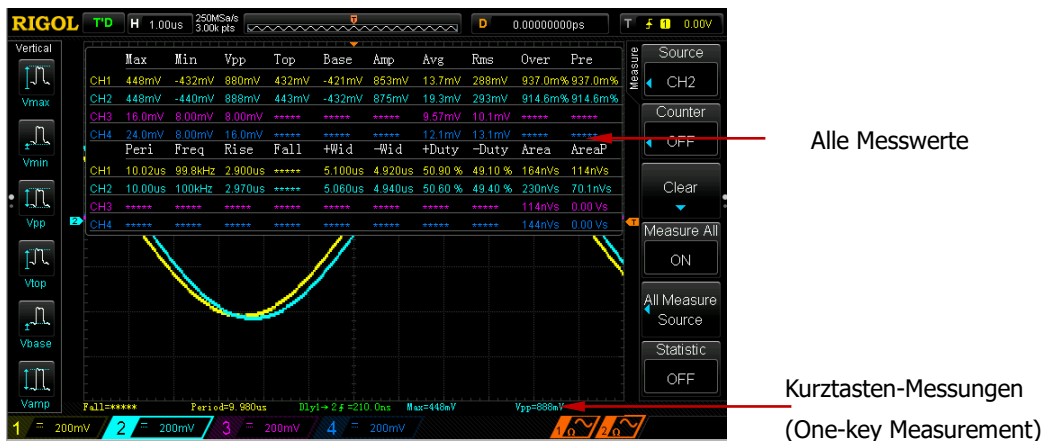 RIGOL T'D H 1.00us 250MSa/s 3.00k pts D 0.00000000ps T 1 0.00V
Vertical
Vmax
Vmin
Vpp
Vtop
Vbase
Vamp
Max Min Vpp Top Base Amp Avg Rms Over Pre
CH1 448mV -432mV 880mV 432mV -421mV 853mV 13.7mV 288mV 937.0m% 937.0m%
CH2 448mV -440mV 888mV 443mV -432mV 875mV 19.3mV 293mV 914.6m% 914.6m%
CH3 16.0mV 8.00mV 8.00mV ***** ***** ***** 9.57mV 10.1mV ***** *****
CH4 24.0mV 8.00mV 16.0mV ***** ***** ***** 12.1mV 13.1mV ***** *****
Peri Freq Rise Fall +Wid -Wid +Duty -Duty Area AreaP
CH1 10.02us 99.8kHz 2.900us ***** 5.100us 4.920us 50.90 % 49.10 % 164nVs 114nVs
CH2 10.00us 100kHz 2.970us ***** 5.060us 4.940us 50.60 % 49.40 % 230nVs 70.1nVs
CH3 ***** ***** ***** ***** ***** ***** ***** ***** 114nVs 0.00 Vs
CH4 ***** ***** ***** ***** ***** ***** ***** ***** 144nVs 0.00 Vs
2
T
Measure
Source
CH2
Counter
OFF
Clear
Measure All
ON
All Measure
Source
Statistic
OFF
Alle Messwerte
Kurztasten-Messungen
(One-key Measurement)
Fall=***** Period=9.980us Dly1→2 =210.0ns Max=448mV Vpp=888mV
1 = 200mV 2 = 200mV 3 = 200mV 4 = 200mV 1 Ω 2 Ω